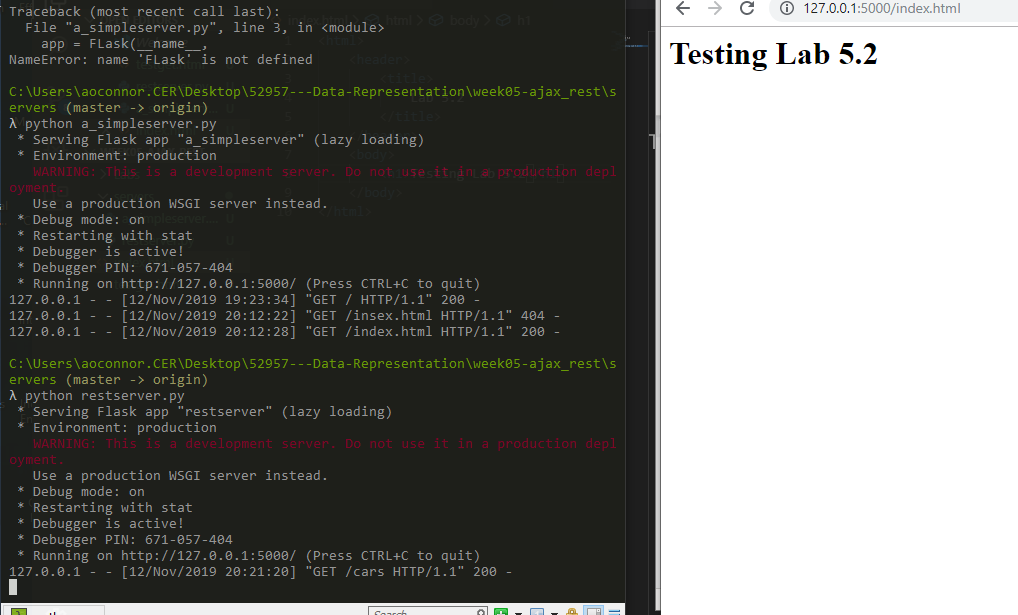 Traceback (most recent call last):
  File "a_simpleserver.py", line 3, in <module>
    app = FLask(__name__,
NameError: name 'FLask' is not defined
C:\Users\aoconnor.CER\Desktop\52957---Data-Representation\week05-ajax_rest\s
ervers (master -> origin)
λ python a_simpleserver.py
 * Serving Flask app "a_simpleserver" (lazy loading)
 * Environment: production
   WARNING: This is a development server. Do not use it in a production depl
oyment.
   Use a production WSGI server instead.
 * Debug mode: on
 * Restarting with stat
 * Debugger is active!
 * Debugger PIN: 671-057-404
 * Running on http://127.0.0.1:5000/ (Press CTRL+C to quit)
127.0.0.1 - - [12/Nov/2019 19:23:34] "GET / HTTP/1.1" 200 -
127.0.0.1 - - [12/Nov/2019 20:12:22] "GET /insex.html HTTP/1.1" 404 -
127.0.0.1 - - [12/Nov/2019 20:12:28] "GET /index.html HTTP/1.1" 200 -
C:\Users\aoconnor.CER\Desktop\52957---Data-Representation\week05-ajax_rest\s
ervers (master -> origin)
λ python restserver.py
 * Serving Flask app "restserver" (lazy loading)
 * Environment: production
   WARNING: This is a development server. Do not use it in a production depl
oyment.
   Use a production WSGI server instead.
 * Debug mode: on
 * Restarting with stat
 * Debugger is active!
 * Debugger PIN: 671-057-404
 * Running on http://127.0.0.1:5000/ (Press CTRL+C to quit)
127.0.0.1 - - [12/Nov/2019 20:21:20] "GET /cars HTTP/1.1" 200 -
Search
127.0.0.1:5000/index.html
Testing Lab 5.2